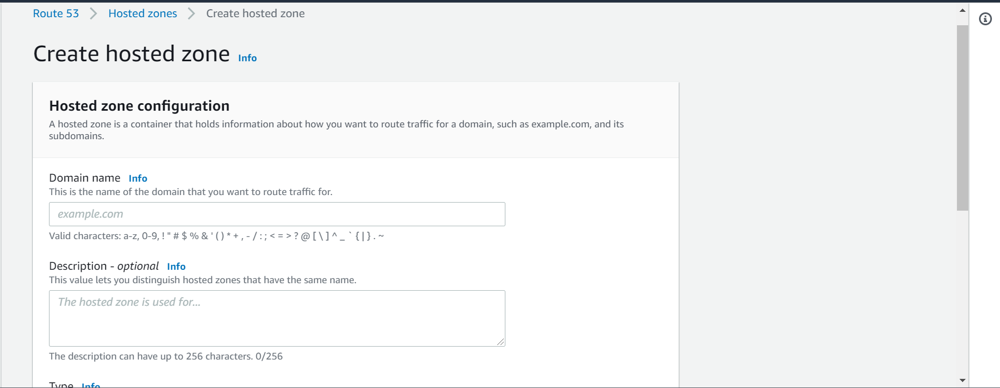 Route 53 > Hosted zones > Create hosted zone
Create hosted zone Info
Hosted zone configuration
A hosted zone is a container that holds information about how you want to route traffic for a domain, such as example.com, and its
subdomains.
Domain name Info
This is the name of the domain that you want to route traffic for.
example.com
Valid characters: a-z, 0-9, ! " # $ % & ' ( ) * + , - / : ; < = > ? @ [ \ ] ^ _ ` { | } . ~
Description - optional Info
This value lets you distinguish hosted zones that have the same name.
The hosted zone is used for...
The description can have up to 256 characters. 0/256
Type Info